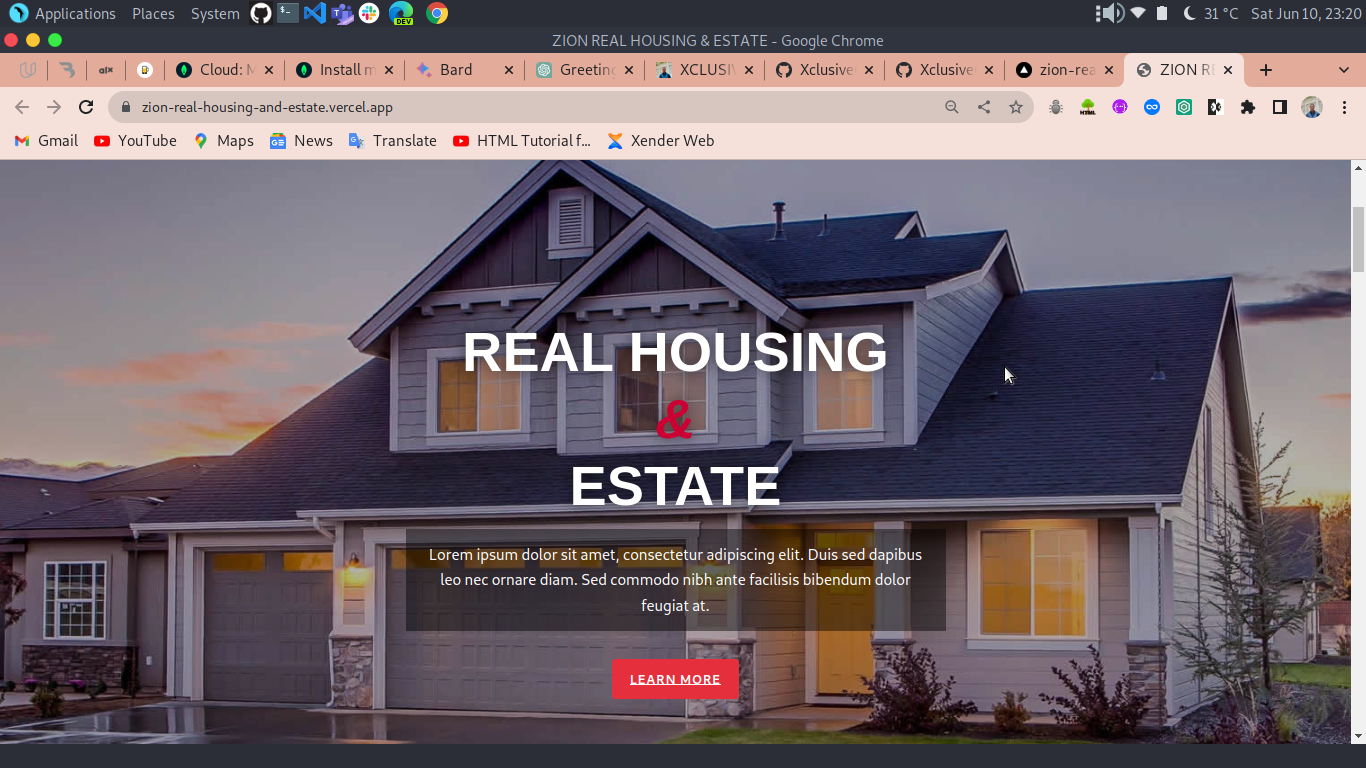 Applications Places System 31 °C Sat Jun 10, 23:20
ZION REAL HOUSING & ESTATE - Google Chrome
Cloud: M Install m Bard Greeting XCLUSIV Xclusive Xclusive zion-rea ZION RE
zion-real-housing-and-estate.vercel.app
Gmail YouTube Maps News Translate HTML Tutorial f... Xender Web
REAL HOUSING
&
ESTATE
Lorem ipsum dolor sit amet, consectetur adipiscing elit. Duis sed dapibus
leo nec ornare diam. Sed commodo nibh ante facilisis bibendum dolor
feugiat at.
LEARN MORE